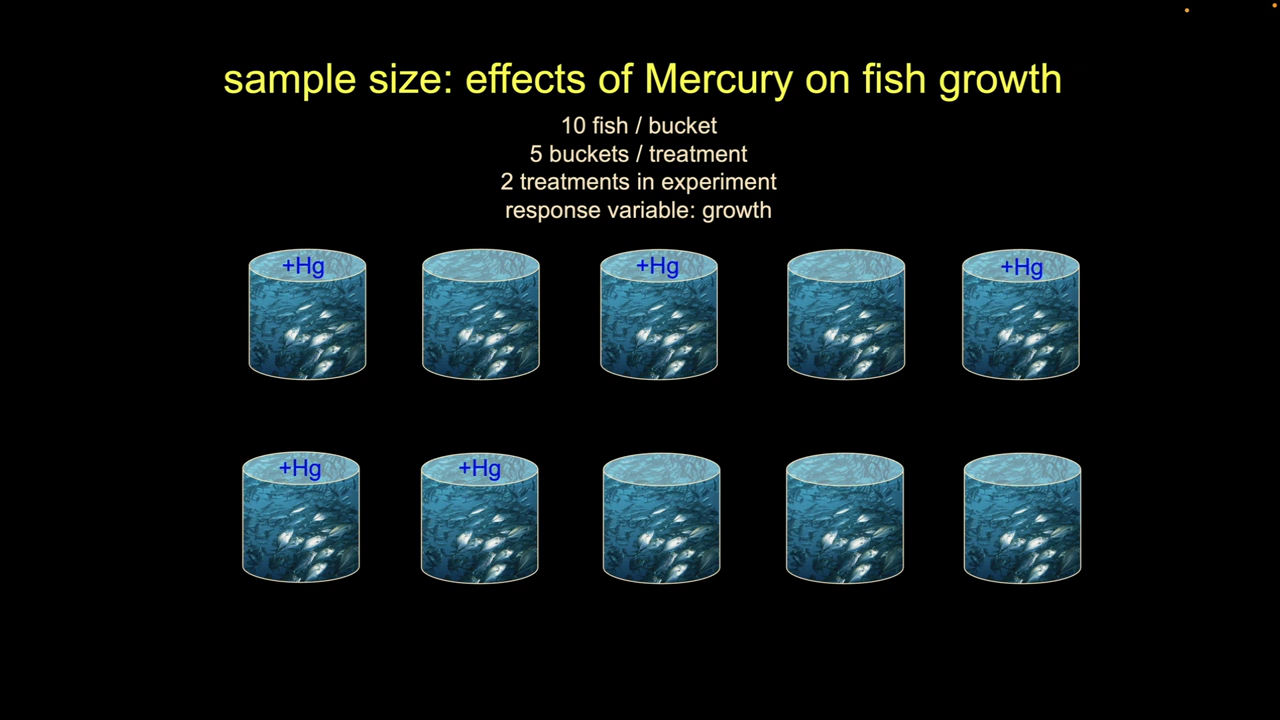 sample size: effects of Mercury on fish growth
10 fish / bucket
5 buckets / treatment
2 treatments in experiment
response variable: growth
+Hg
+Hg
+Hg
+Hg
+Hg